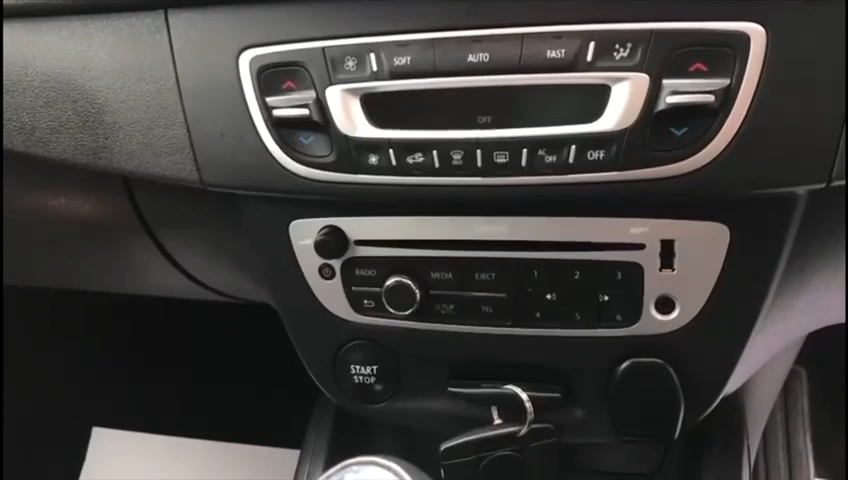 SOFT AUTO FAST
OFF
MAX AC OFF OFF
RADIO MEDIA EJECT 1 2 3
SETUP TEL 4 5 6
START
STOP